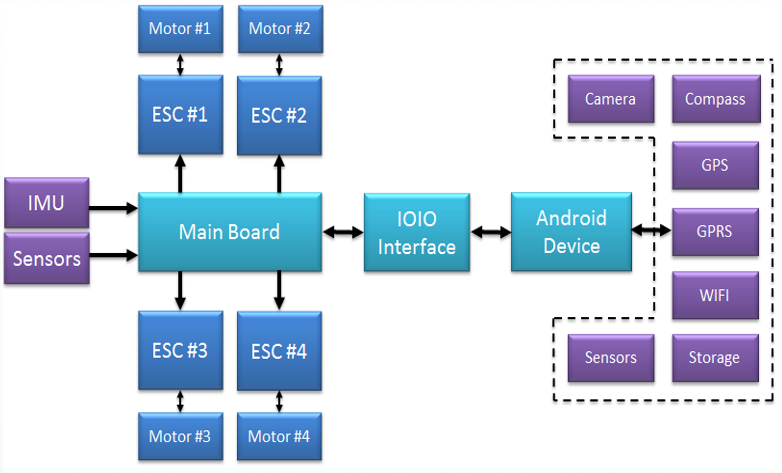 Motor #1
Motor #2
ESC #1
ESC #2
Camera
Compass
GPS
IMU
Sensors
Main Board
IOIO
Interface
Android
Device
GPRS
WIFI
ESC #3
ESC #4
Sensors
Storage
Motor #3
Motor #4